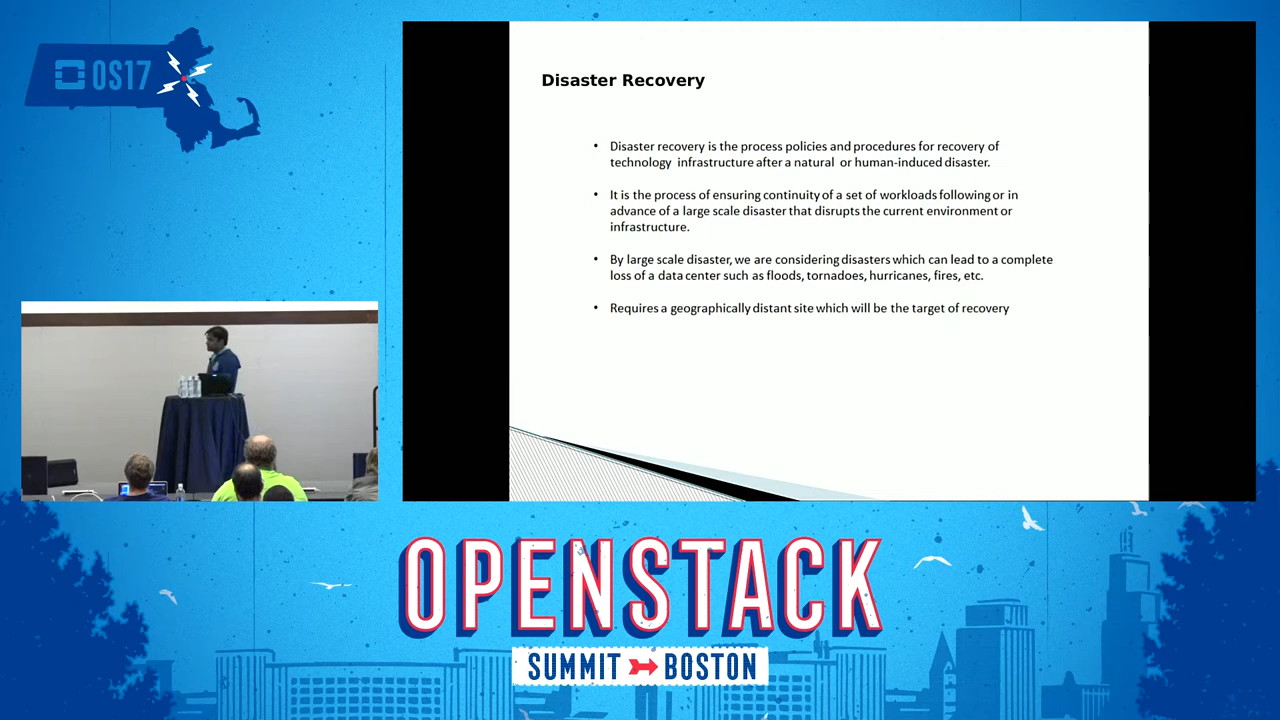 OS17
Disaster Recovery
• Disaster recovery is the process policies and procedures for recovery of
technology infrastructure after a natural or human-induced disaster.
• It is the process of ensuring continuity of a set of workloads following or in
advance of a large scale disaster that disrupts the current environment or
infrastructure.
• By large scale disaster, we are considering disasters which can lead to a complete
loss of a data center such as floods, tornadoes, hurricanes, fires, etc.
• Requires a geographically distant site which will be the target of recovery
OPENSTACK
SUMMIT BOSTON